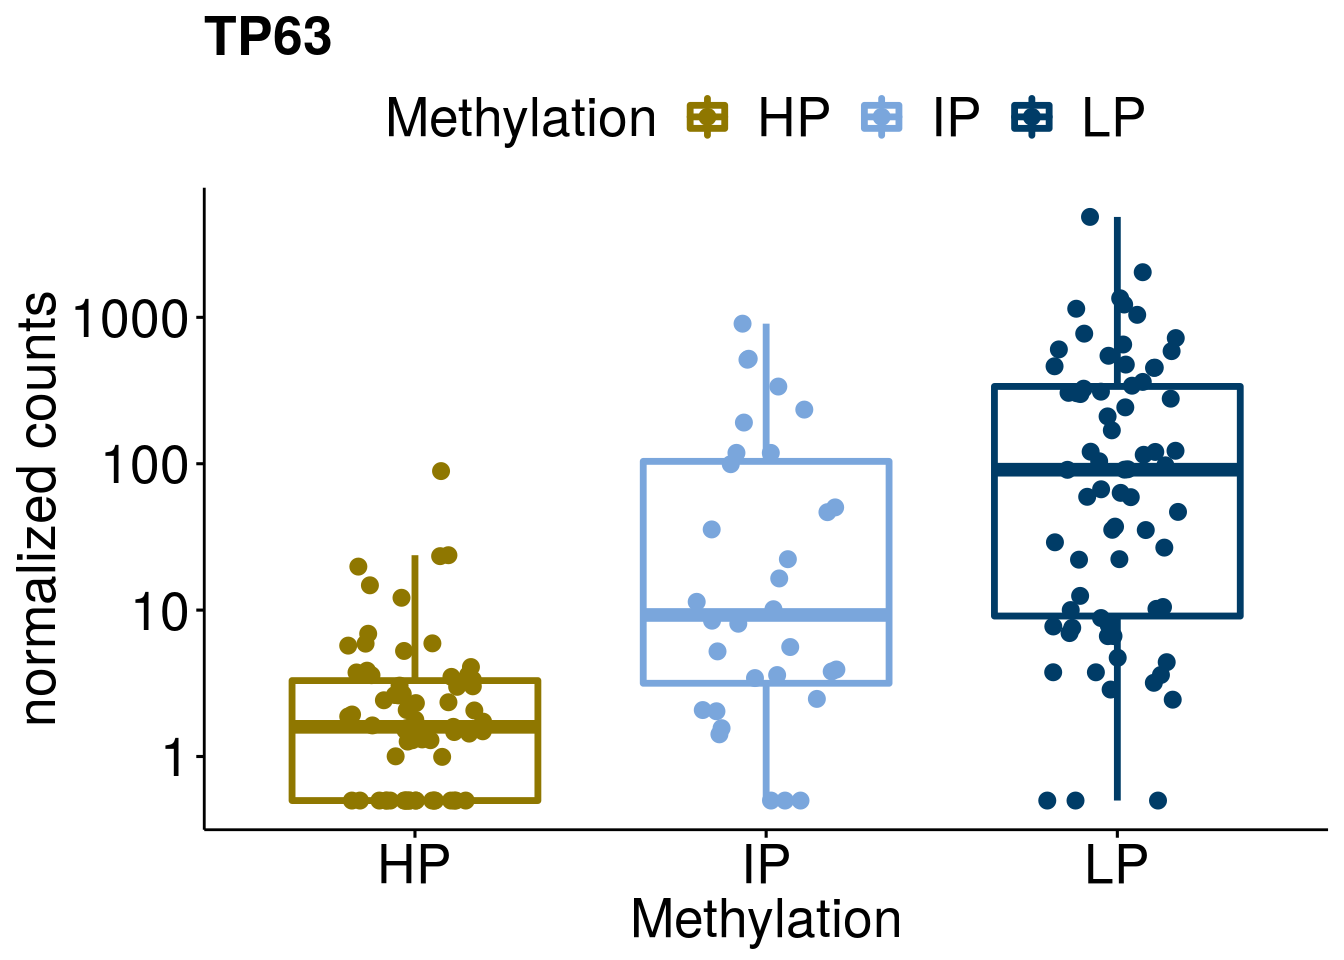 TP63
Methylation HP IP LP
normalized counts
1000
100
10
1
HP IP LP
Methylation